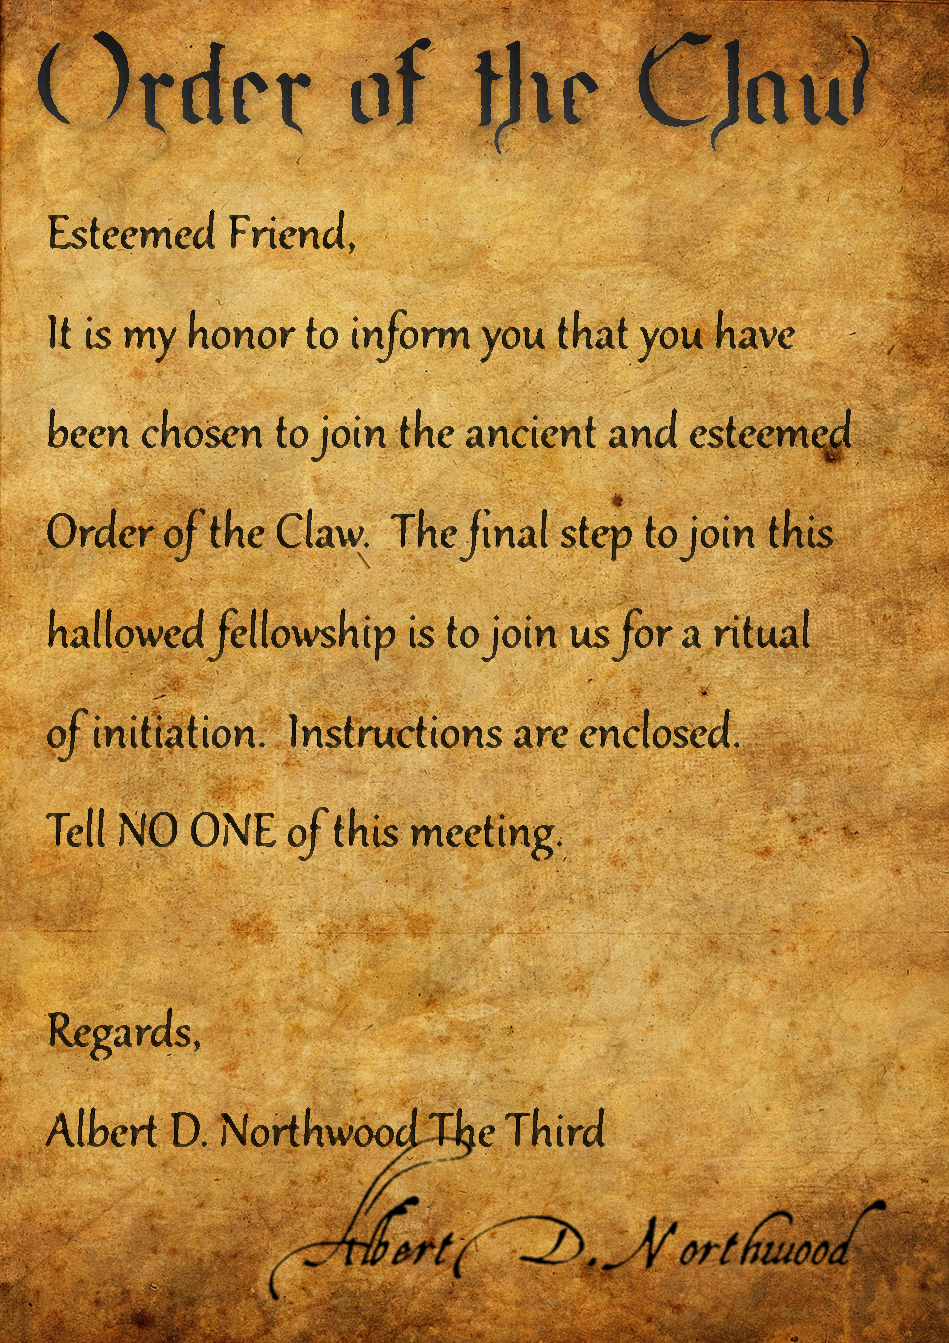 Order of the Claw
Esteemed Friend,
It is my honor to inform you that you have
been chosen to join the ancient and esteemed
Order of the Claw.  The final step to join this
hallowed fellowship is to join us for a ritual
of initiation.  Instructions are enclosed.
Tell NO ONE of this meeting.
Regards,
Albert D. Northwood The Third
Albert D. Northwood